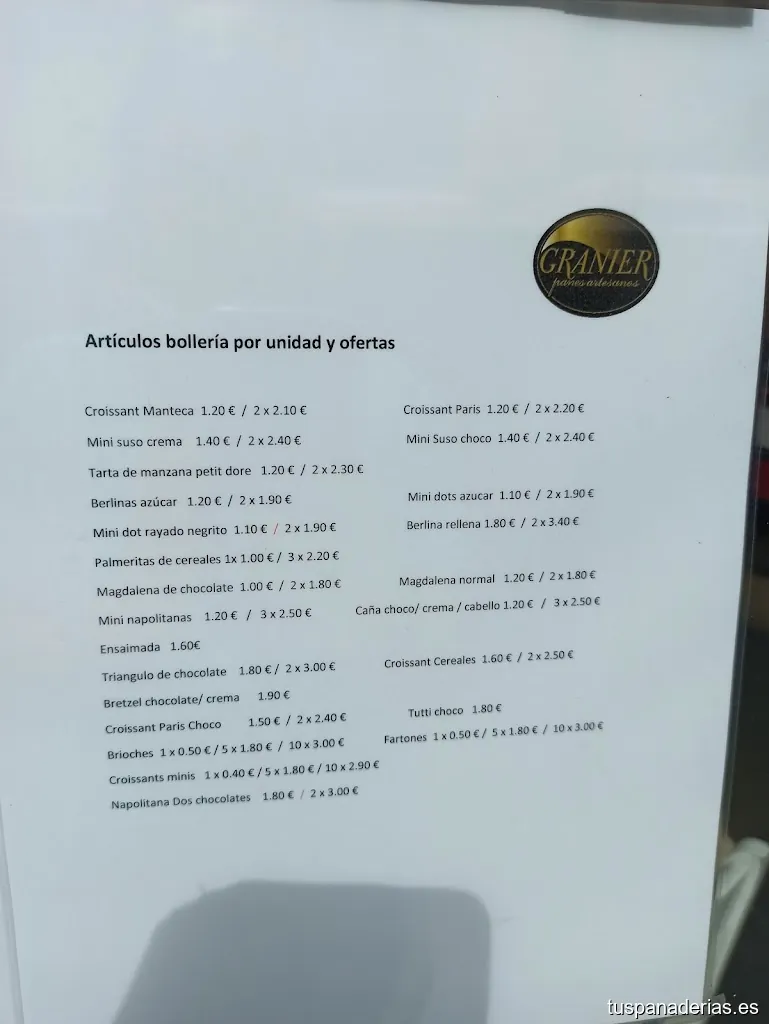 GRANIER
panes artesanos
Artículos bollería por unidad y ofertas
Croissant Manteca 1.20 € / 2 x 2.10 €
Croissant Paris 1.20 € / 2 x 2.20 €
Mini suso crema 1.40 € / 2 x 2.40 €
Mini Suso choco 1.40 € / 2 x 2.40 €
Tarta de manzana petit dore 1.20 € / 2 x 2.30 €
Berlinas azúcar 1.20 € / 2 x 1.90 €
Mini dots azucar 1.10 € / 2 x 1.90 €
Mini dot rayado negrito 1.10 € / 2 x 1.90 €
Berlina rellena 1.80 € / 2 x 3.40 €
Palmeritas de cereales 1x 1.00 € / 3 x 2.20 €
Magdalena de chocolate 1.00 € / 2 x 1.80 €
Magdalena normal 1.20 € / 2 x 1.80 €
Mini napolitanas 1.20 € / 3 x 2.50 €
Caña choco/ crema / cabello 1.20 € / 3 x 2.50 €
Ensaimada 1.60€
Triangulo de chocolate 1.80 € / 2 x 3.00 €
Croissant Cereales 1.60 € / 2 x 2.50 €
Bretzel chocolate/ crema 1.90 €
Tutti choco 1.80 €
Croissant Paris Choco 1.50 € / 2 x 2.40 €
Brioches 1 x 0.50 € / 5 x 1.80 € / 10 x 3.00 €
Fartones 1 x 0.50 € / 5 x 1.80 € / 10 x 3.00 €
Croissants minis 1 x 0.40 € / 5 x 1.80 € / 10 x 2.90 €
Napolitana Dos chocolates 1.80 € / 2 x 3.00 €
tuspanaderias.es